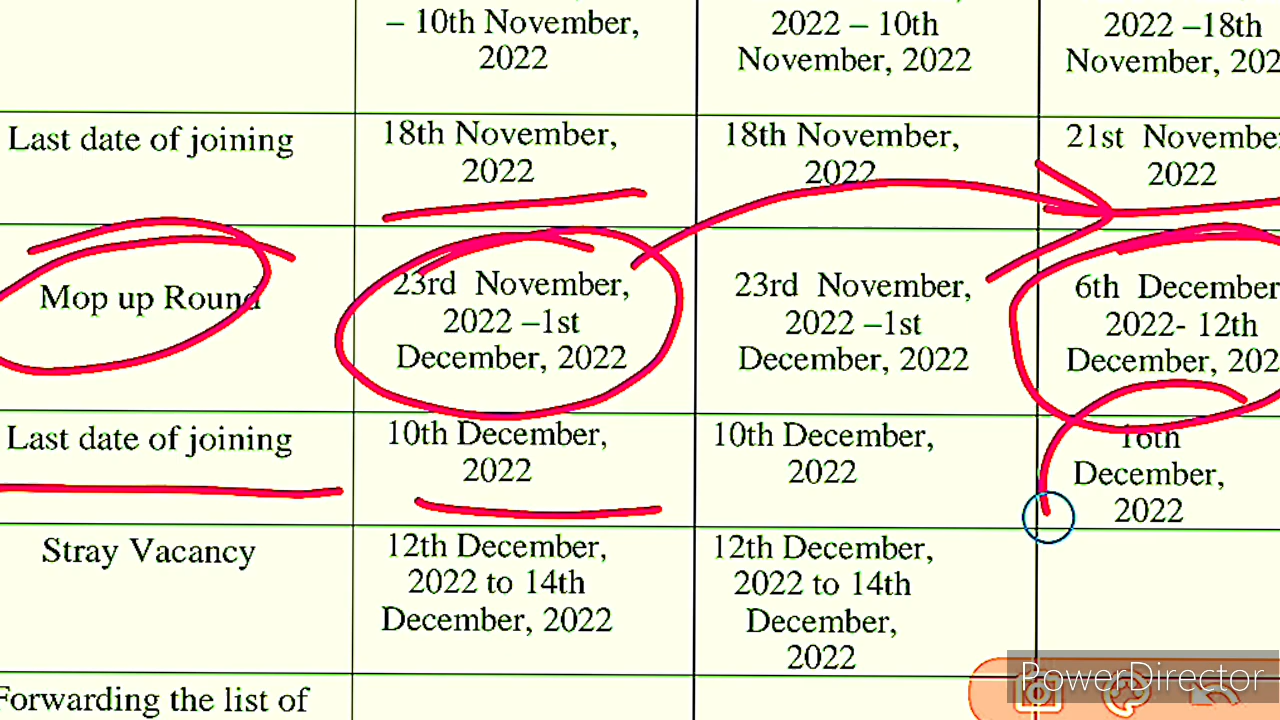 – 10th November,
2022
2022 – 10th
November, 2022
2022 –18th
November, 202
Last date of joining
18th November,
2022
18th November,
2022
21st Novembe
2022
Mop up Round
23rd November,
2022 –1st
December, 2022
23rd November,
2022 –1st
December, 2022
6th December
2022- 12th
December, 202
Last date of joining
10th December,
2022
10th December,
2022
16th
December,
2022
Stray Vacancy
12th December,
2022 to 14th
December, 2022
12th December,
2022 to 14th
December,
2022
Forwarding the list of
PowerDirector